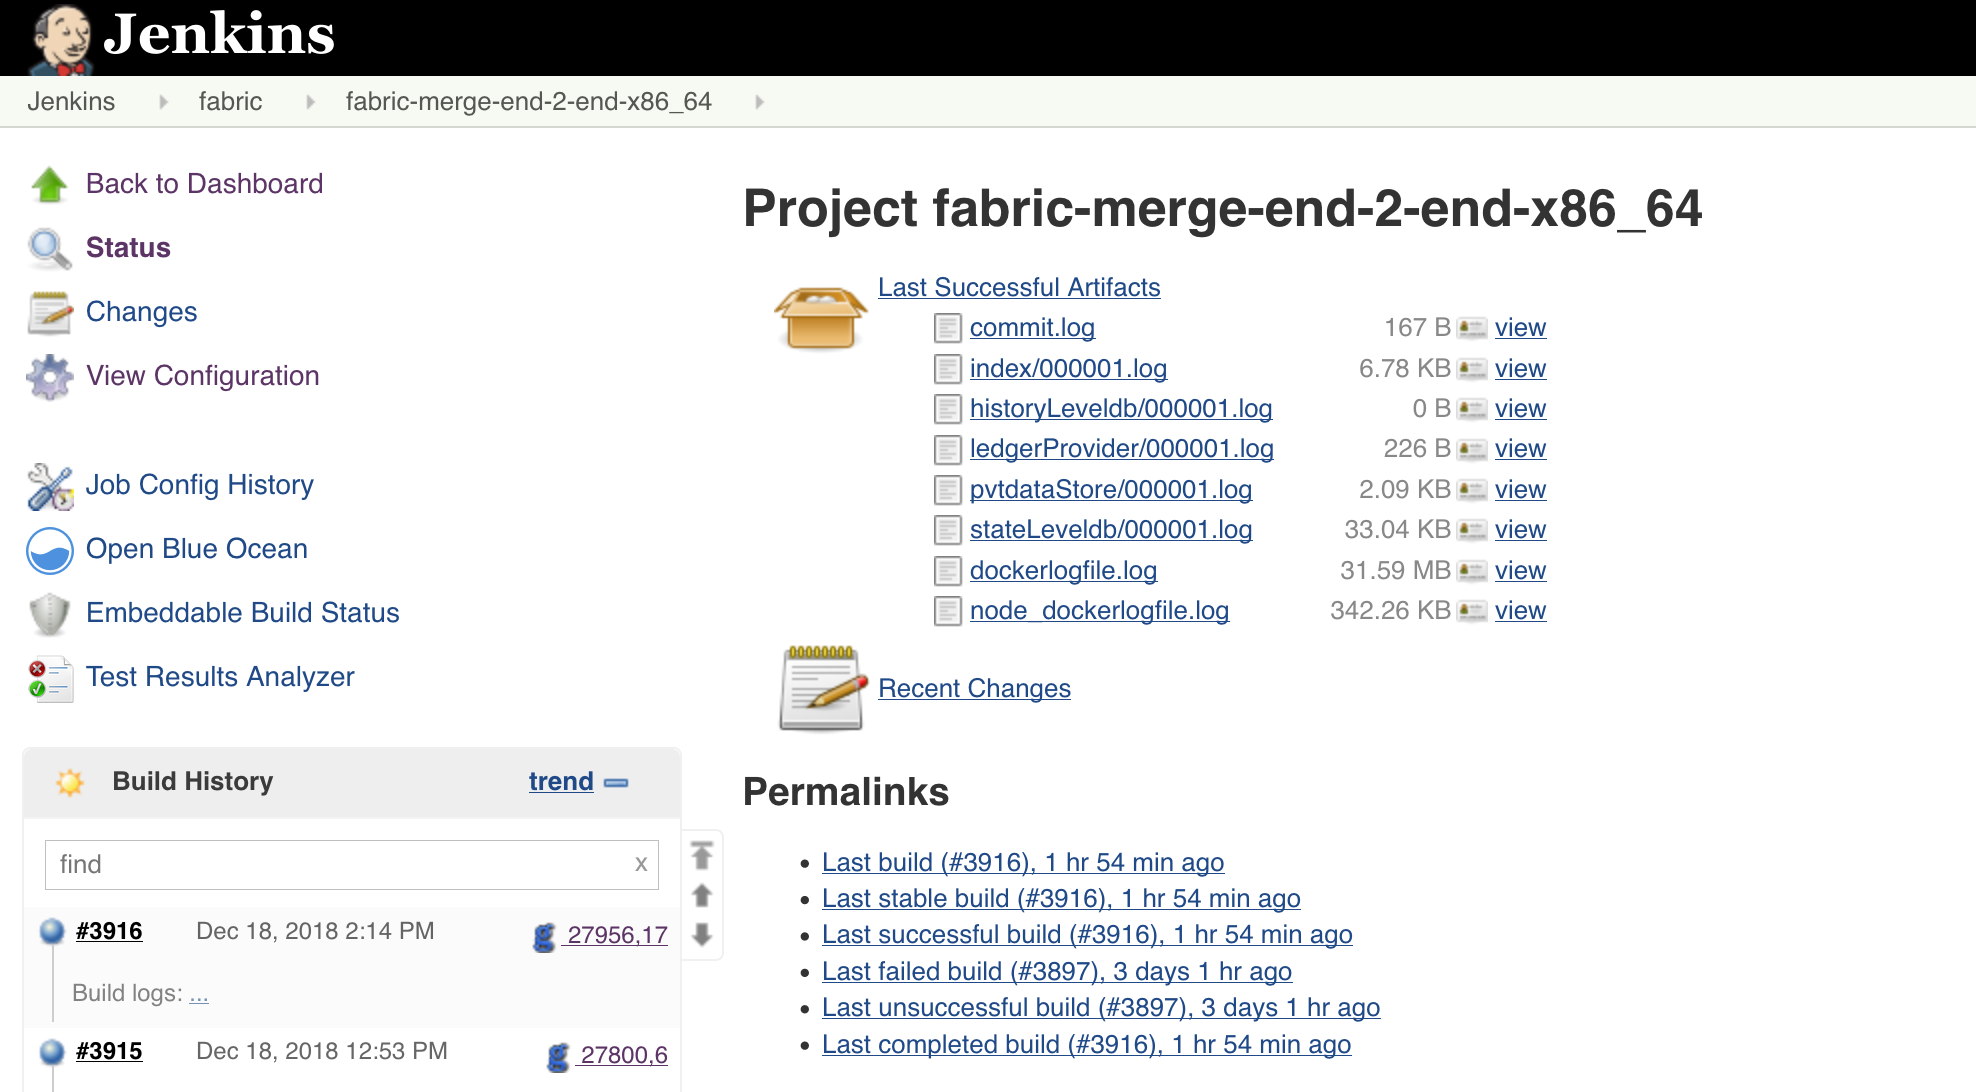 Jenkins
Jenkins fabric fabric-merge-end-2-end-x86_64
Back to Dashboard
Status
Changes
View Configuration
Job Config History
Open Blue Ocean
Embeddable Build Status
Test Results Analyzer
Build History trend
find x
#3916 Dec 18, 2018 2:14 PM 27956,17
Build logs: ...
#3915 Dec 18, 2018 12:53 PM 27800,6
Project fabric-merge-end-2-end-x86_64
Last Successful Artifacts
commit.log 167 B view
index/000001.log 6.78 KB view
historyLeveldb/000001.log 0 B view
ledgerProvider/000001.log 226 B view
pvtdataStore/000001.log 2.09 KB view
stateLeveldb/000001.log 33.04 KB view
dockerlogfile.log 31.59 MB view
node_dockerlogfile.log 342.26 KB view
Recent Changes
Permalinks
Last build (#3916), 1 hr 54 min ago
Last stable build (#3916), 1 hr 54 min ago
Last successful build (#3916), 1 hr 54 min ago
Last failed build (#3897), 3 days 1 hr ago
Last unsuccessful build (#3897), 3 days 1 hr ago
Last completed build (#3916), 1 hr 54 min ago